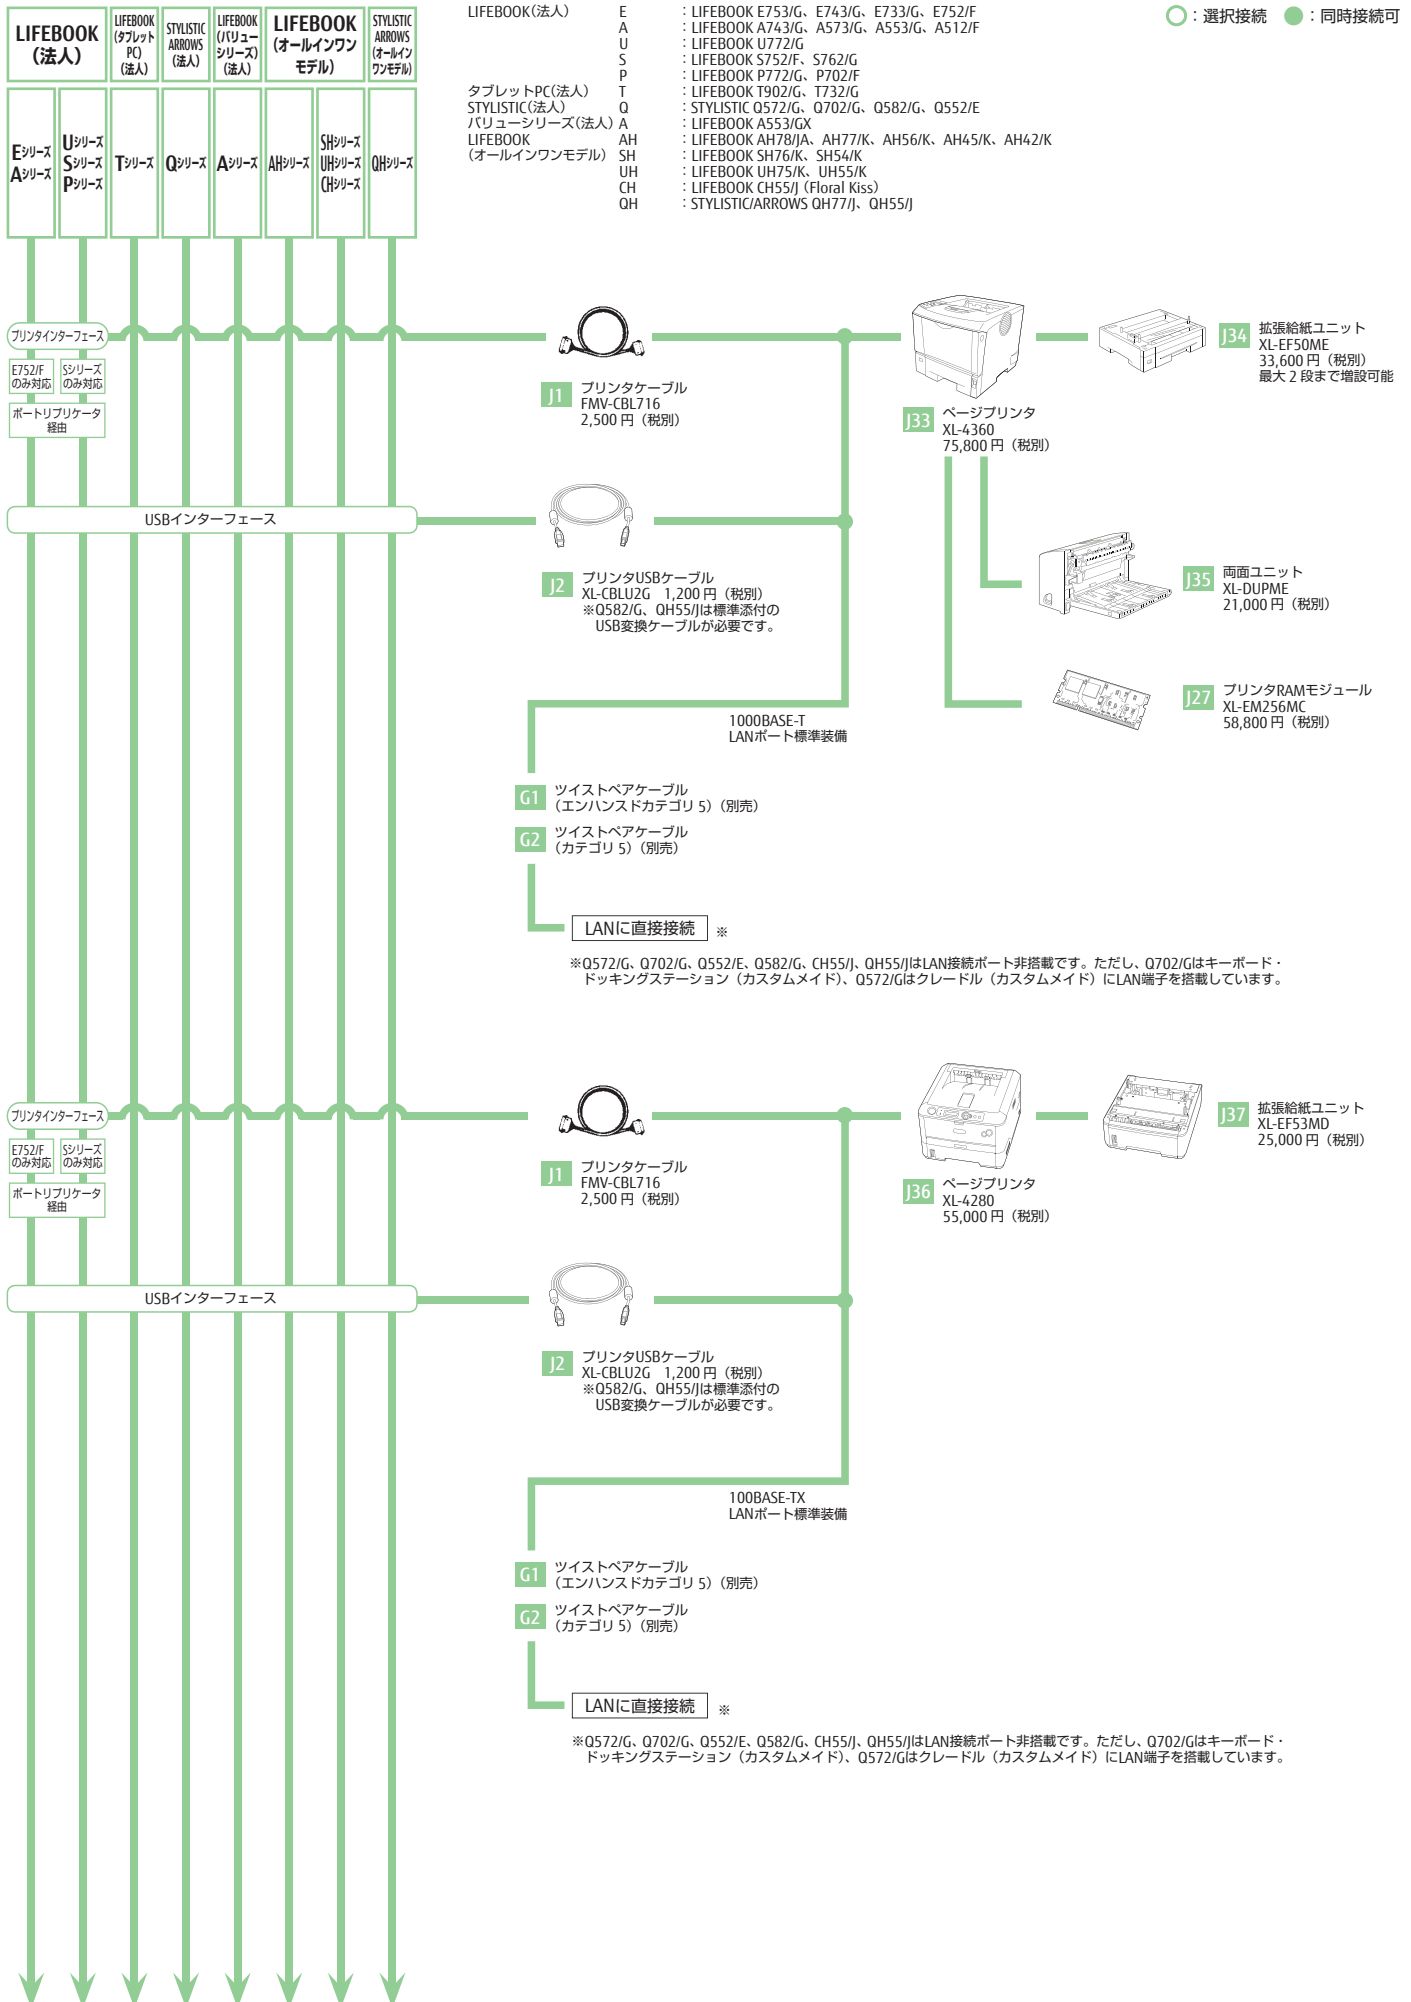 LIFEBOOK
（法人）
LIFEBOOK
（タブレット
PC）
（法人）
STYLISTIC
ARROWS
（法人）
LIFEBOOK
（バリュー
シリーズ）
（法人）
LIFEBOOK
（オールインワン
モデル）
STYLISTIC
ARROWS
（オールイン
ワンモデル）
Eシリーズ
Aシリーズ
Uシリーズ
Sシリーズ
Pシリーズ
Tシリーズ
Qシリーズ
Aシリーズ
AHシリーズ
SHシリーズ
UHシリーズ
CHシリーズ
QHシリーズ
LIFEBOOK（法人） E ：LIFEBOOK E753/G、E743/G、E733/G、E752/F
A ：LIFEBOOK A743/G、A573/G、A553/G、A512/F
U ：LIFEBOOK U772/G
S ：LIFEBOOK S752/F、S762/G
P ：LIFEBOOK P772/G、P702/F
タブレットPC（法人） T ：LIFEBOOK T902/G、T732/G
STYLISTIC（法人） Q ：STYLISTIC Q572/G、Q702/G、Q582/G、Q552/E
バリューシリーズ（法人） A ：LIFEBOOK A553/GX
LIFEBOOK AH ：LIFEBOOK AH78/JA、AH77/K、AH56/K、AH45/K、AH42/K
（オールインワンモデル） SH ：LIFEBOOK SH76/K、SH54/K
UH ：LIFEBOOK UH75/K、UH55/K
CH ：LIFEBOOK CH55/J（Floral Kiss）
QH ：STYLISTIC/ARROWS QH77/J、QH55/J
○：選択接続 ●：同時接続可
プリンタインターフェース
E752/F
のみ対応
Sシリーズ
のみ対応
ポートリプリケータ
経由
J1 プリンタケーブル
FMV-CBL716
2,500 円（税別）
J33 ページプリンタ
XL-4360
75,800 円（税別）
J34 拡張給紙ユニット
XL-EF50ME
33,600 円（税別）
最大 2 段まで増設可能
USBインターフェース
J2 プリンタUSBケーブル
XL-CBLU2G 1,200 円（税別）
※Q582/G、QH55/Jは標準添付の
USB変換ケーブルが必要です。
J35 両面ユニット
XL-DUPME
21,000 円（税別）
J27 プリンタRAMモジュール
XL-EM256MC
58,800 円（税別）
1000BASE-T
LANポート標準装備
G1 ツイストペアケーブル
（エンハンスドカテゴリ 5）（別売）
G2 ツイストペアケーブル
（カテゴリ 5）（別売）
LANに直接接続 ※
※Q572/G、Q702/G、Q552/E、Q582/G、CH55/J、QH55/JはLAN接続ポート非搭載です。ただし、Q702/Gはキーボード・
ドッキングステーション（カスタムメイド）、Q572/Gはクレードル（カスタムメイド）にLAN端子を搭載しています。
プリンタインターフェース
E752/F
のみ対応
Sシリーズ
のみ対応
ポートリプリケータ
経由
J1 プリンタケーブル
FMV-CBL716
2,500 円（税別）
J36 ページプリンタ
XL-4280
55,000 円（税別）
J37 拡張給紙ユニット
XL-EF53MD
25,000 円（税別）
USBインターフェース
J2 プリンタUSBケーブル
XL-CBLU2G 1,200 円（税別）
※Q582/G、QH55/Jは標準添付の
USB変換ケーブルが必要です。
100BASE-TX
LANポート標準装備
G1 ツイストペアケーブル
（エンハンスドカテゴリ 5）（別売）
G2 ツイストペアケーブル
（カテゴリ 5）（別売）
LANに直接接続 ※
※Q572/G、Q702/G、Q552/E、Q582/G、CH55/J、QH55/JはLAN接続ポート非搭載です。ただし、Q702/Gはキーボード・
ドッキングステーション（カスタムメイド）、Q572/Gはクレードル（カスタムメイド）にLAN端子を搭載しています。